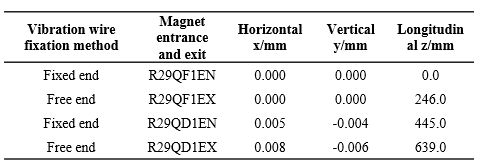 Vibration wire fixation method Magnet entrance and exit Horizontal x/mm Vertical y/mm Longitudin al z/mm
Fixed end R29QF1EN 0.000 0.000 0.0
Free end R29QF1EX 0.000 0.000 246.0
Fixed end R29QD1EN 0.005 -0.004 445.0
Free end R29QD1EX 0.008 -0.006 639.0